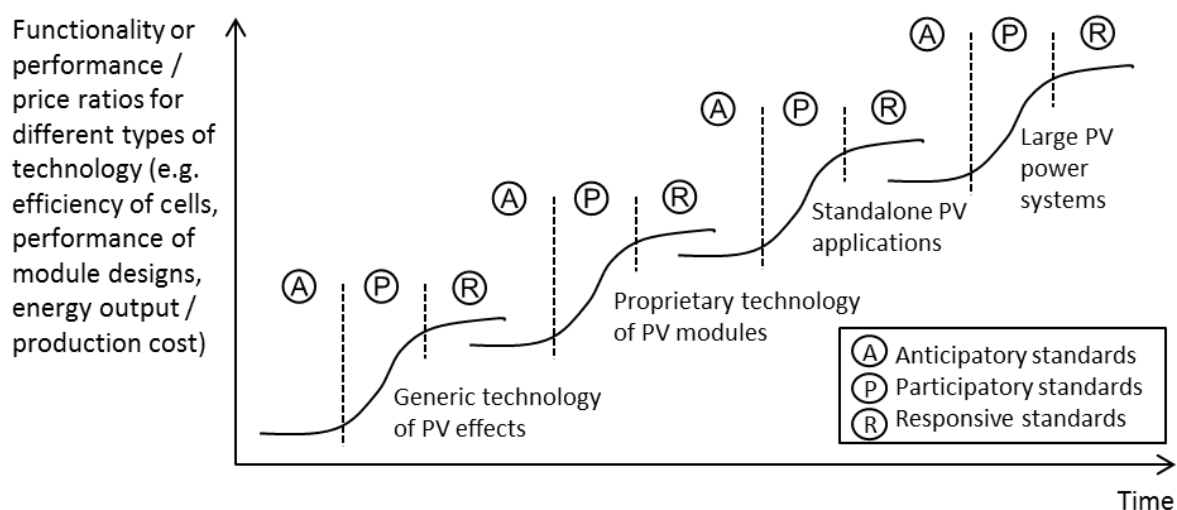 Functionality or
performance /
price ratios for
different types of
technology (e.g.
efficiency of cells,
performance of
module designs,
energy output /
production cost)
A P R
Large PV
power
systems
A P R
Standalone PV
applications
A P R
Proprietary technology
of PV modules
A P R
Generic technology
of PV effects
A Anticipatory standards
P Participatory standards
R Responsive standards
Time